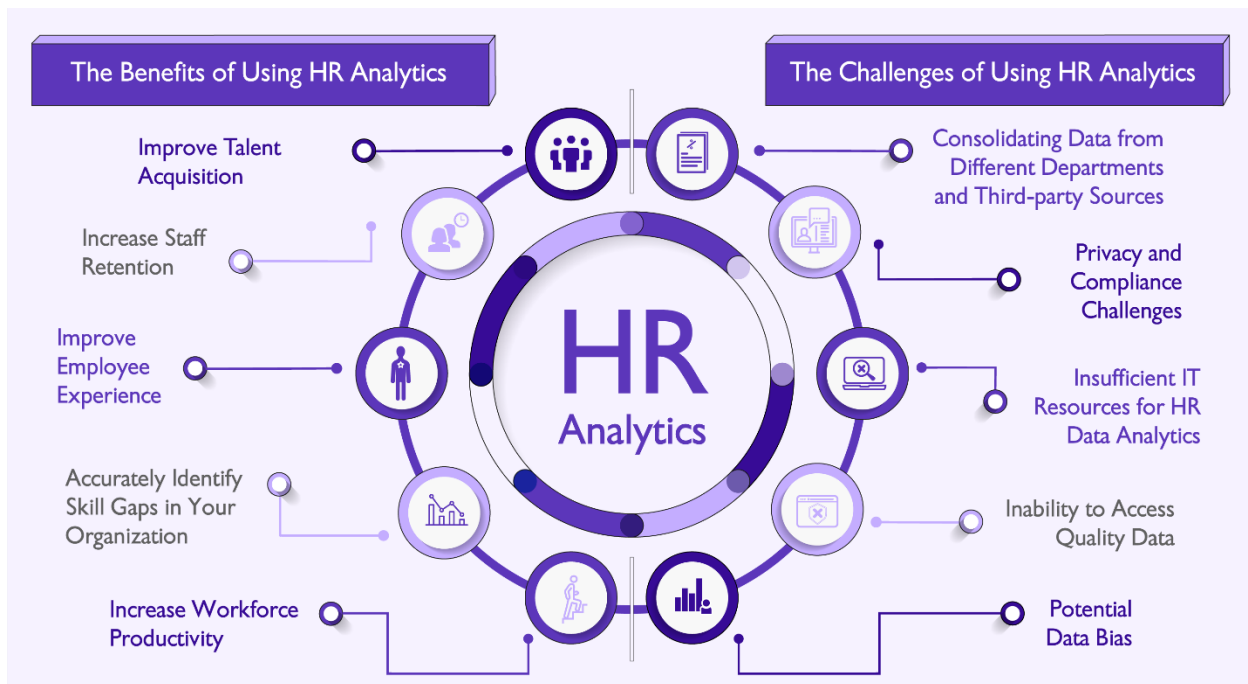 The Benefits of Using HR Analytics
The Challenges of Using HR Analytics
Improve Talent
Acquisition
Increase Staff
Retention
Improve
Employee
Experience
Accurately Identify
Skill Gaps in Your
Organization
Increase Workforce
Productivity
HR
Analytics
Consolidating Data from
Different Departments
and Third-party Sources
Privacy and
Compliance
Challenges
Insufficient IT
Resources for HR
Data Analytics
Inability to Access
Quality Data
Potential
Data Bias